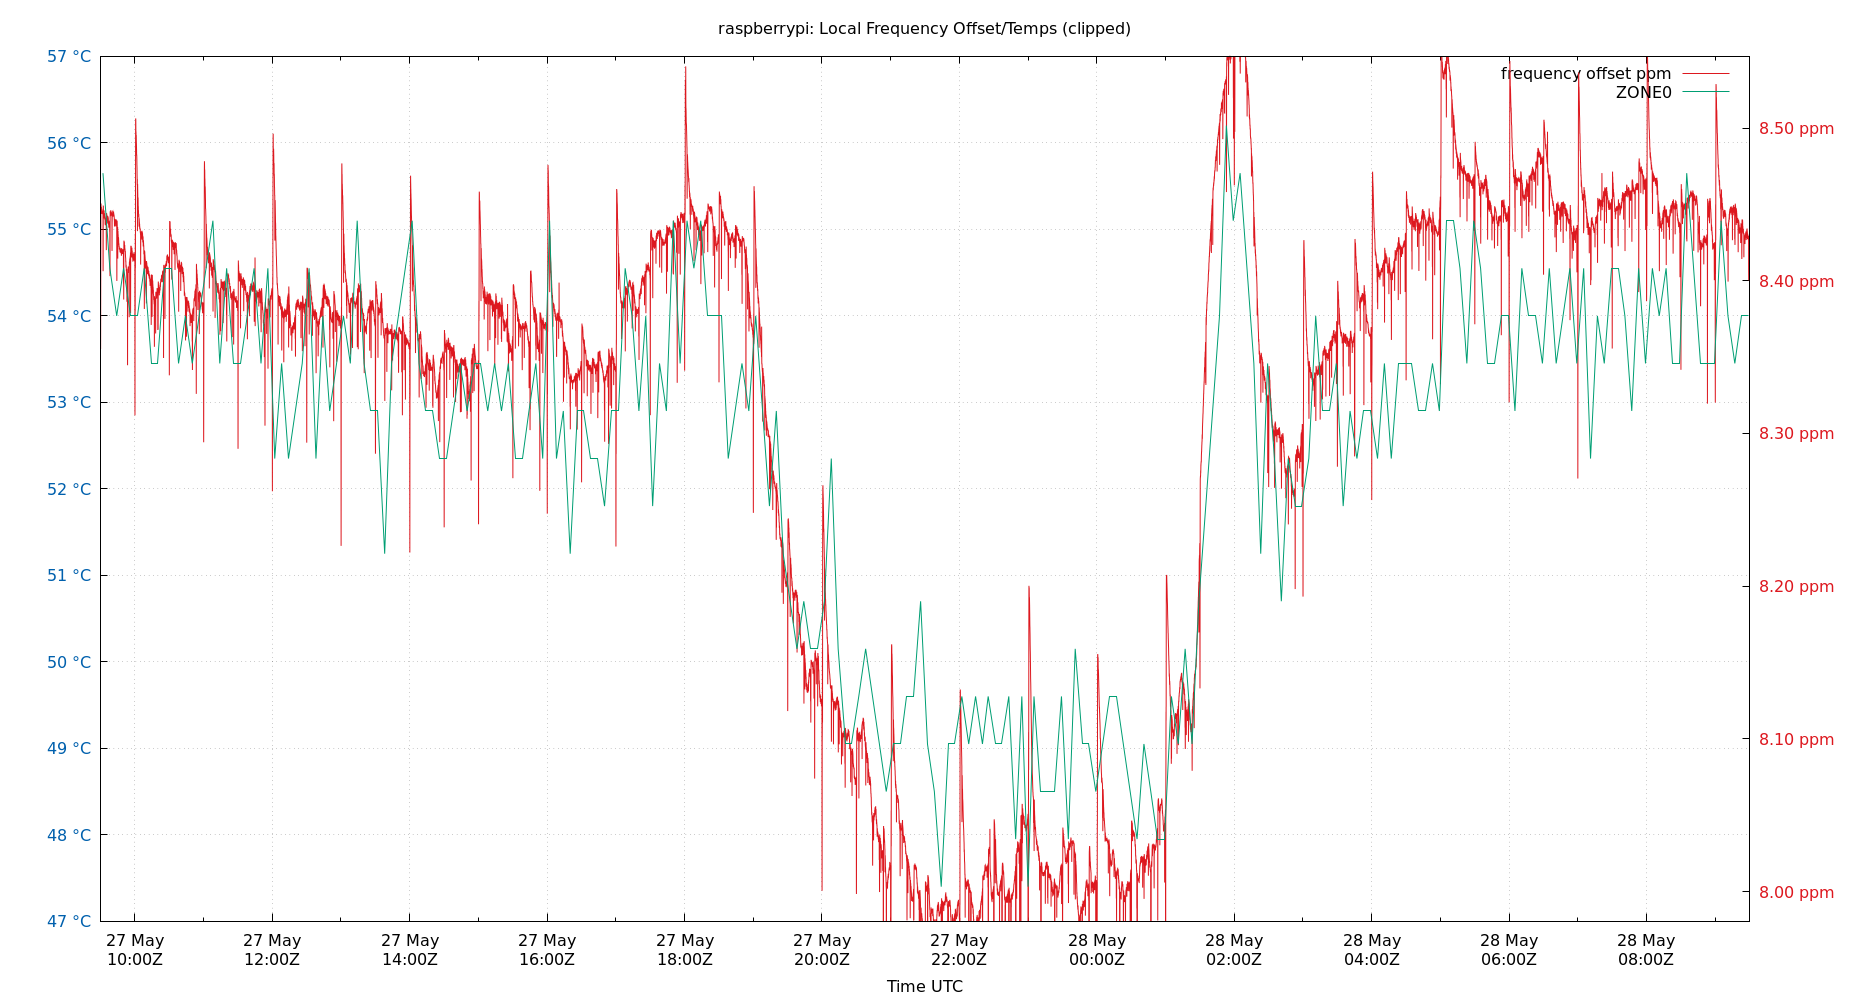 raspberrypi: Local Frequency Offset/Temps (clipped)
57 °C
56 °C
55 °C
54 °C
53 °C
52 °C
51 °C
50 °C
49 °C
48 °C
47 °C
frequency offset ppm
ZONE0
8.50 ppm
8.40 ppm
8.30 ppm
8.20 ppm
8.10 ppm
8.00 ppm
27 May 27 May 27 May 27 May 27 May 27 May 27 May 28 May 28 May 28 May 28 May 28 May
10:00Z 12:00Z 14:00Z 16:00Z 18:00Z 20:00Z 22:00Z 00:00Z 02:00Z 04:00Z 06:00Z 08:00Z
Time UTC